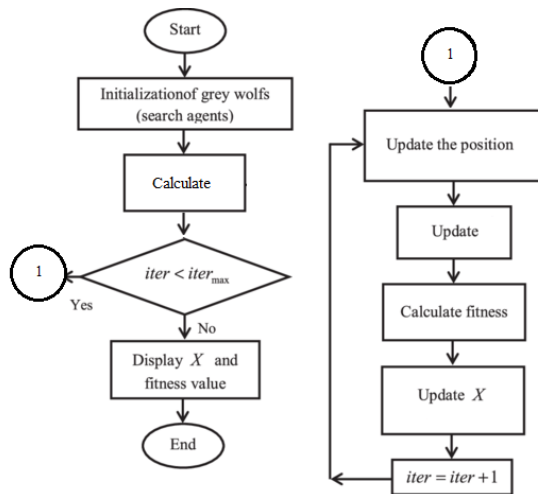 Start
Initializationof grey wolfs
(search agents)
Calculate
iter < iter_max
Yes
1
No
Display X and
fitness value
End
1
Update the position
Update
Calculate fitness
Update X
iter = iter +1